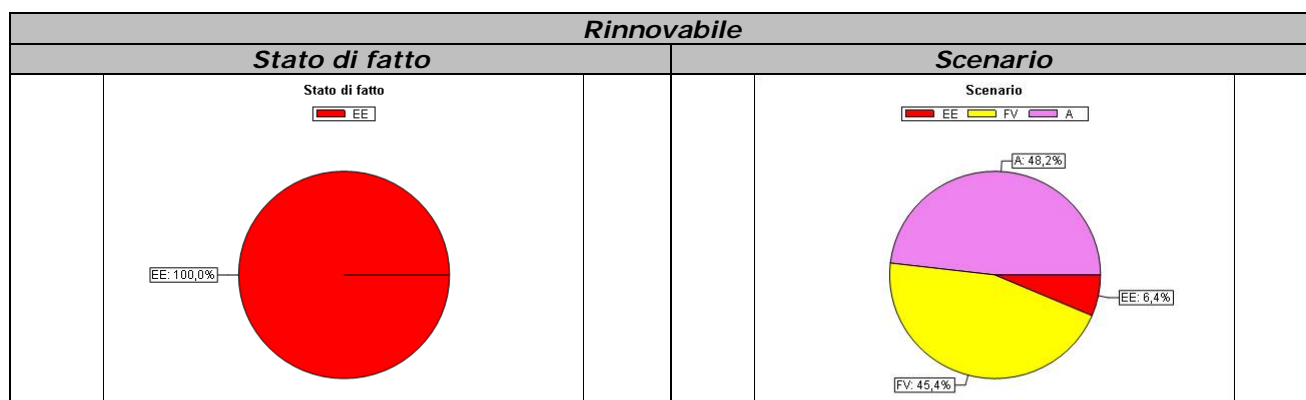 Rinnovabile
Stato di fatto
Scenario
Stato di fatto
EE
EE: 100,0%
Scenario
EE FV A
A: 48,2%
EE: 6,4%
FV: 45,4%